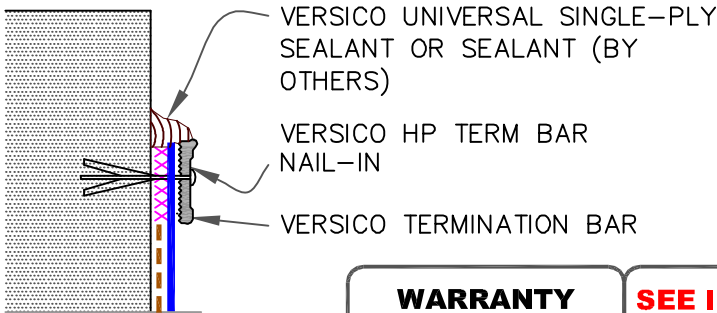 VERSICO UNIVERSAL SINGLE-PLY
SEALANT OR SEALANT (BY
OTHERS)
VERSICO HP TERM BAR
NAIL-IN
VERSICO TERMINATION BAR
WARRANTY
SEE